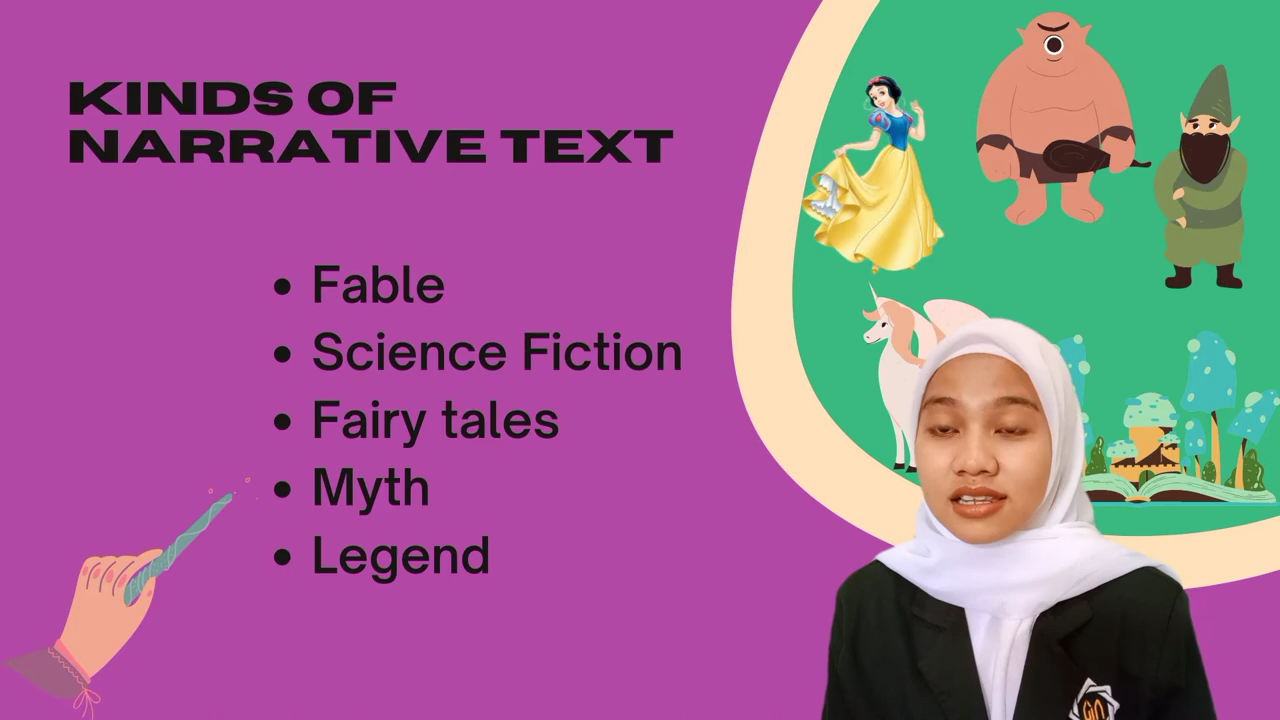 KINDS OF
NARRATIVE TEXT
• Fable
• Science Fiction
• Fairy tales
• Myth
• Legend